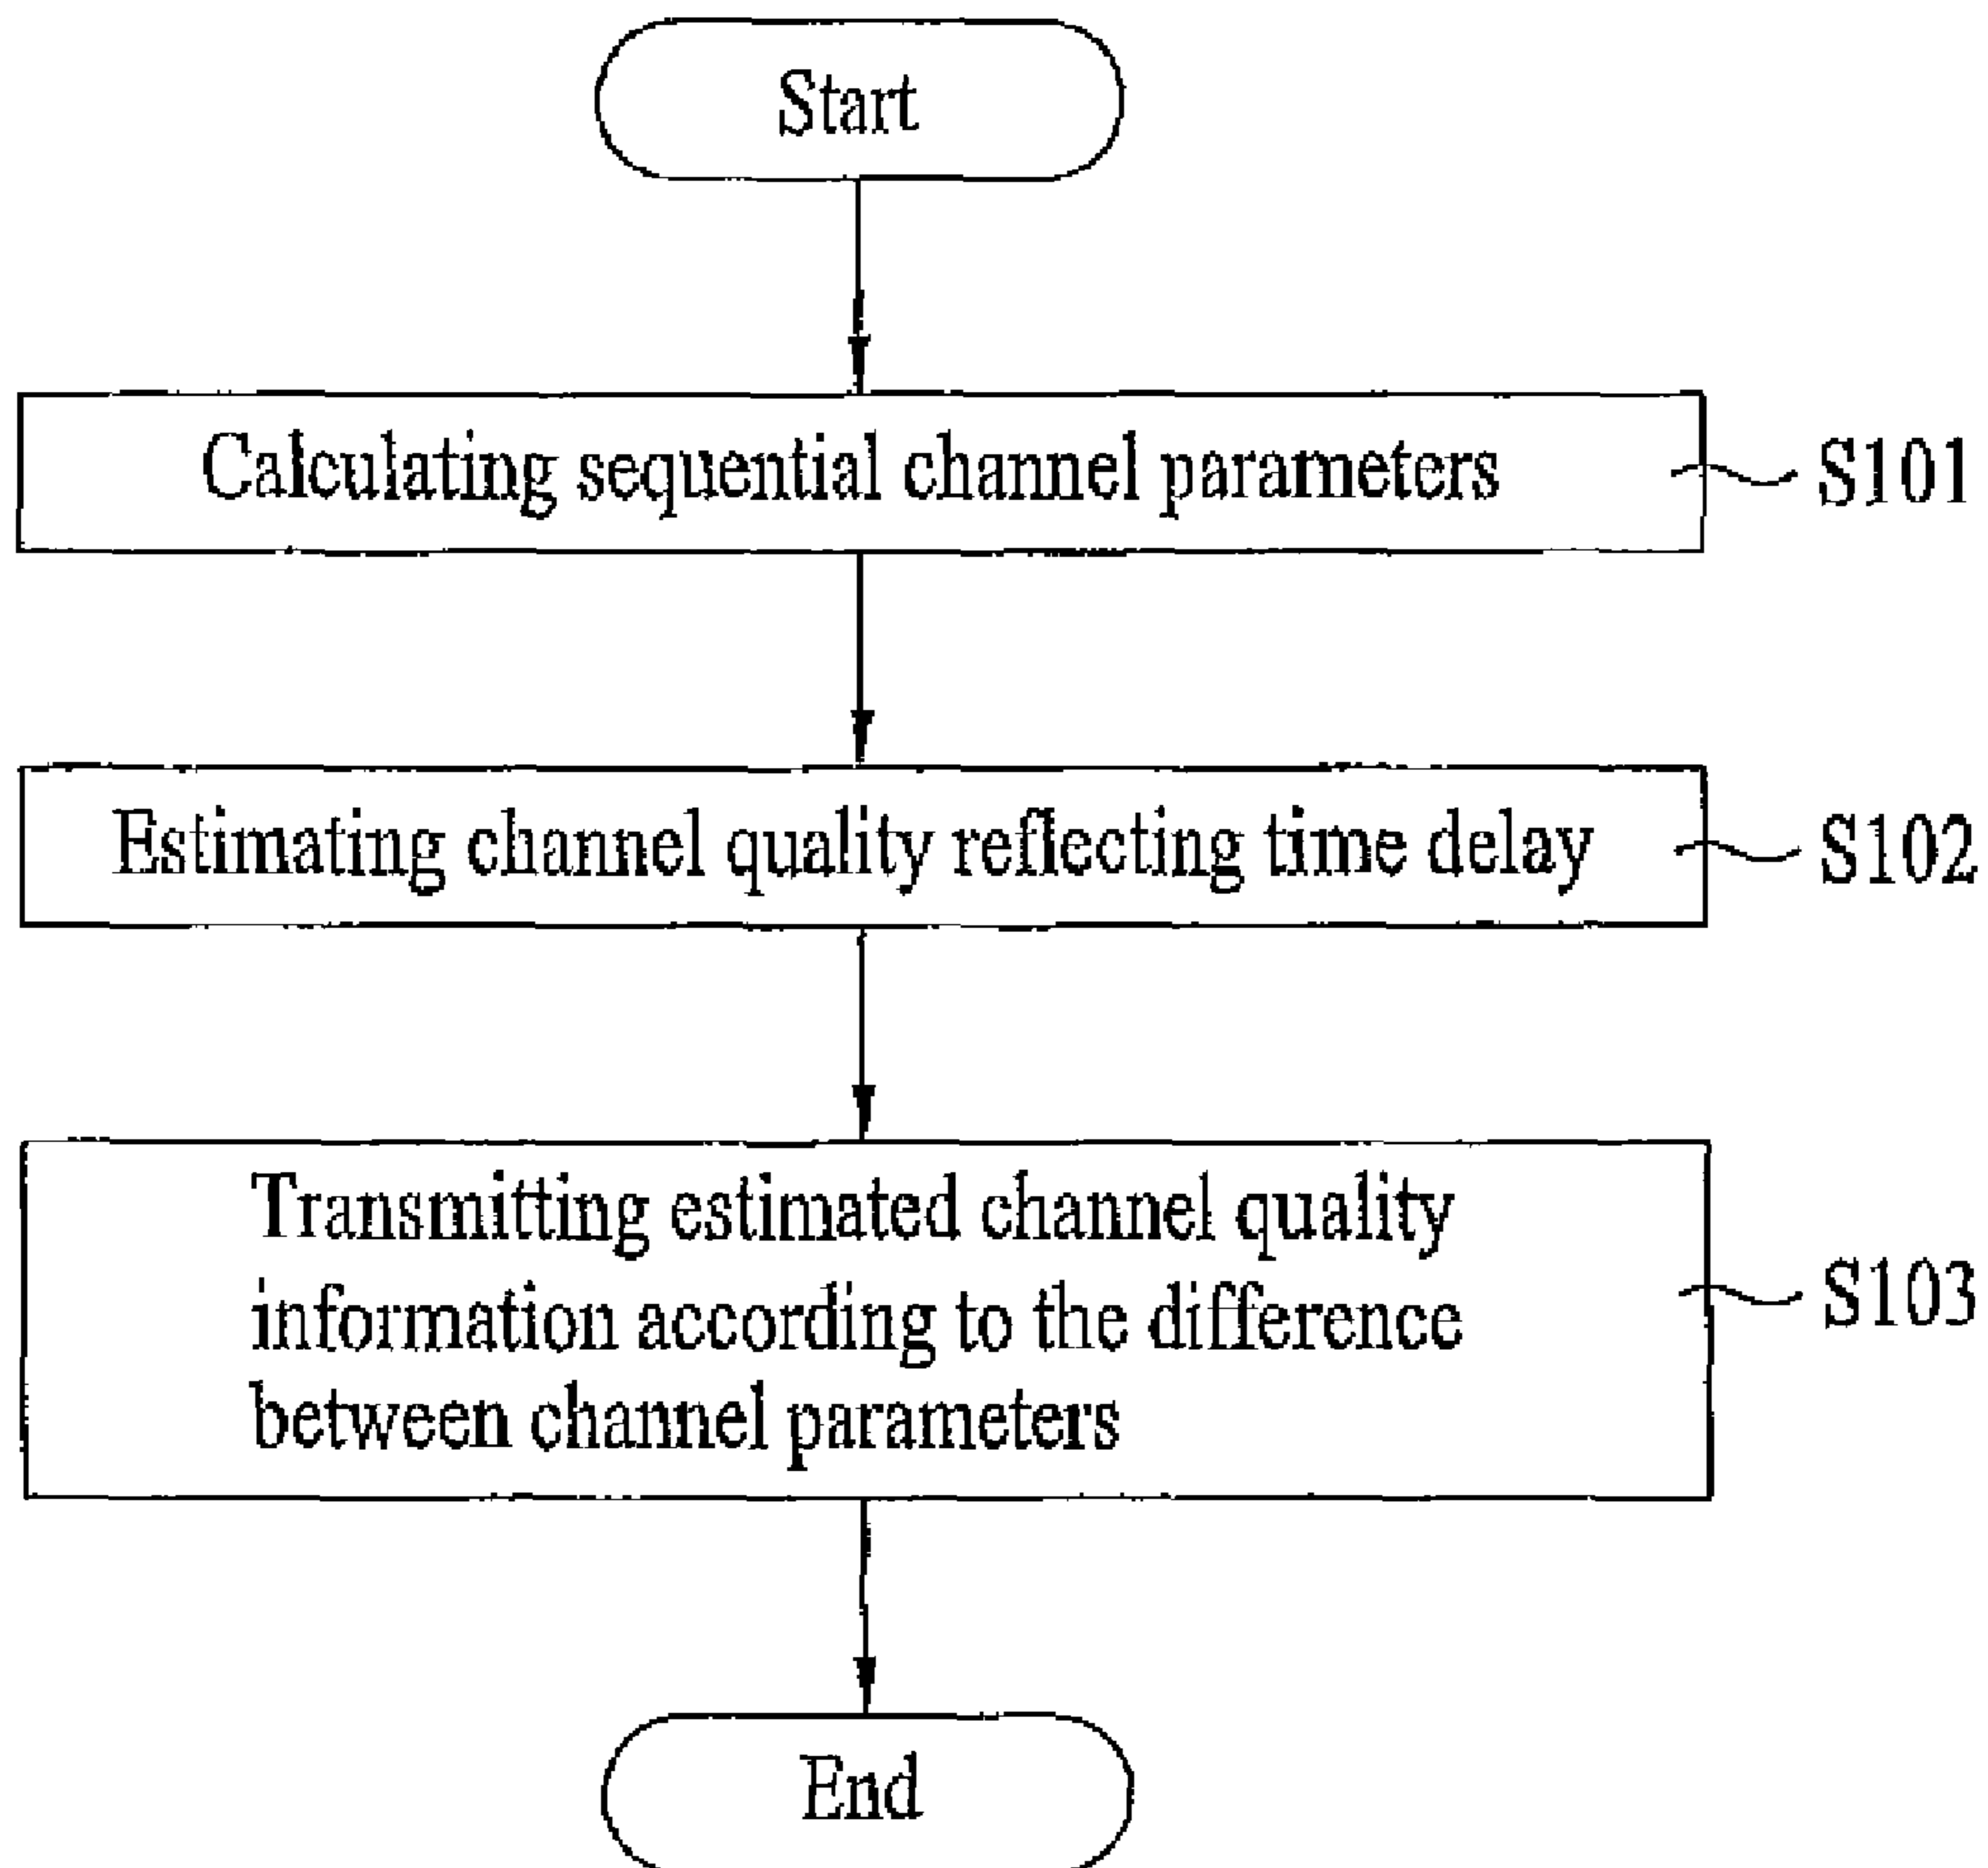 Start
Calculating sequential channel parameters
S101
Estimating channel quality reflecting time delay
S102
Transmitting estimated channel quality
information according to the difference
between channel parameters
S103
End